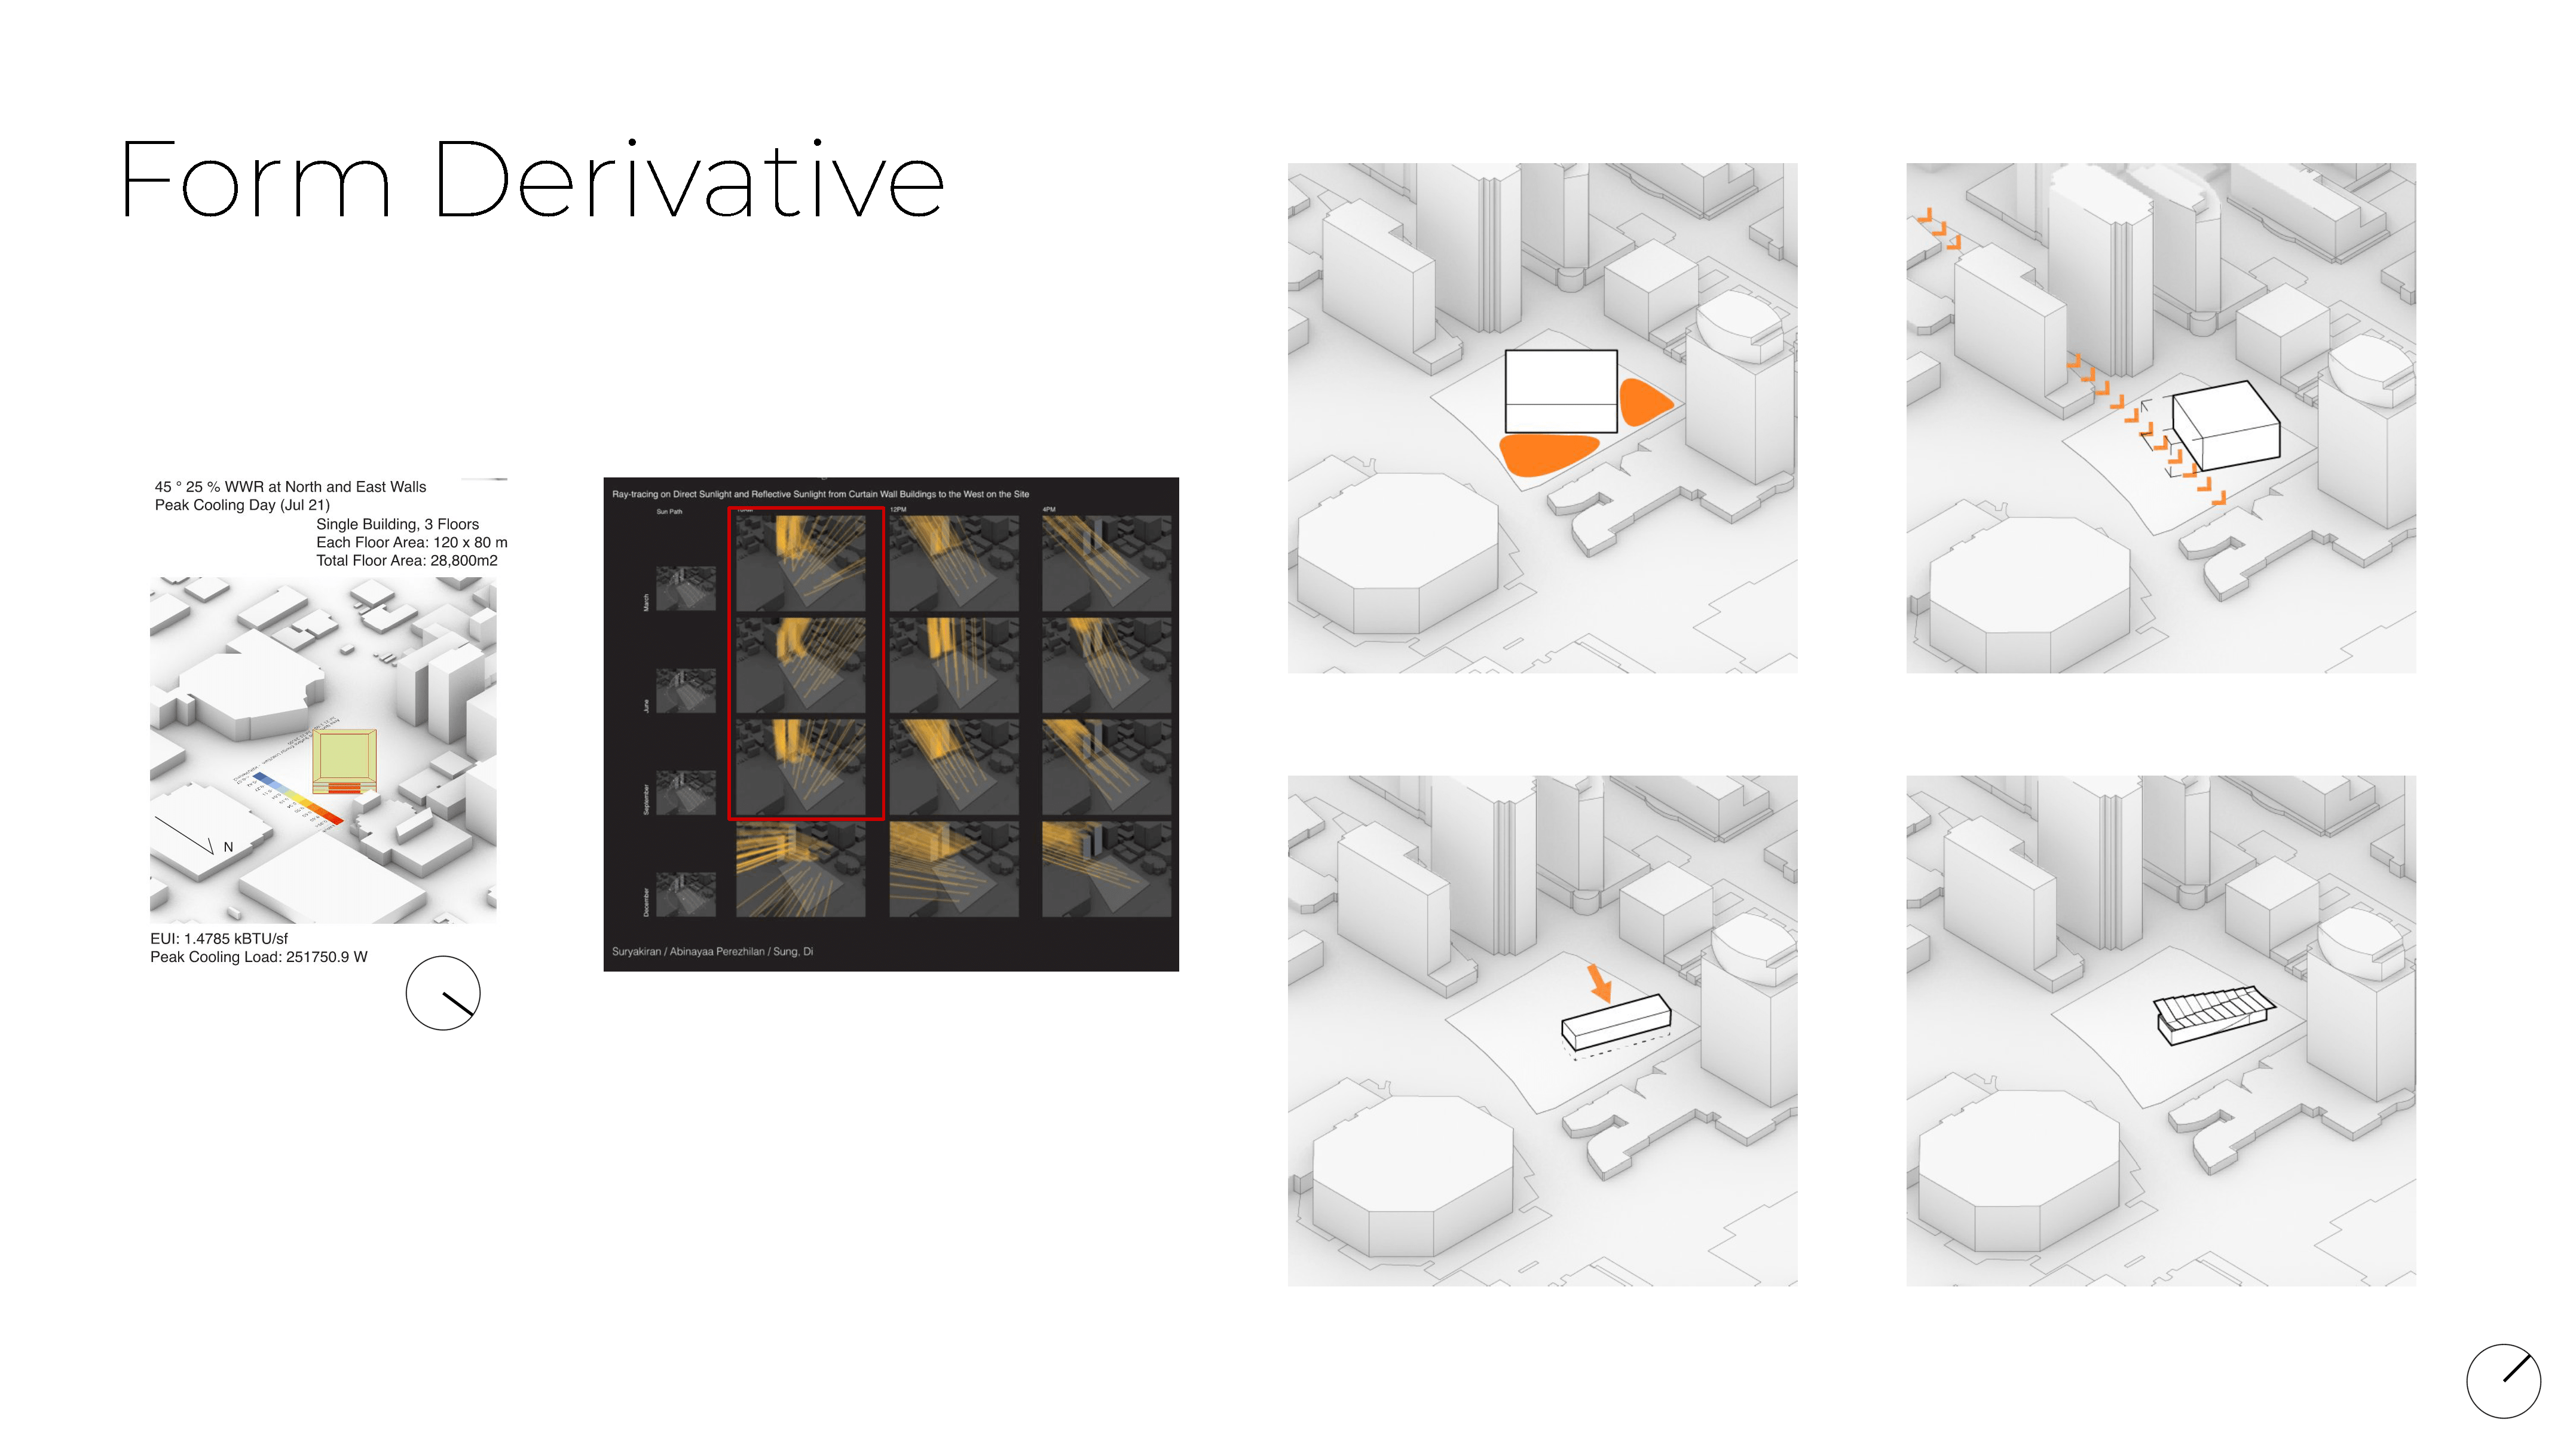 Form Derivative
45 ° 25 % WWR at North and East Walls
Peak Cooling Day (Jul 21)
Single Building, 3 Floors
Each Floor Area: 120 x 80 m
Total Floor Area: 28,800m2
N
EUI: 1.4785 kBTU/sf
Peak Cooling Load: 251750.9 W
Ray-tracing on Direct Sunlight and Reflective Sunlight from Curtain Wall Buildings to the West on the Site
Sun Path
12PM
4PM
March
June
September
December
Suryakiran / Abinayaa Perezhilan / Sung, Di